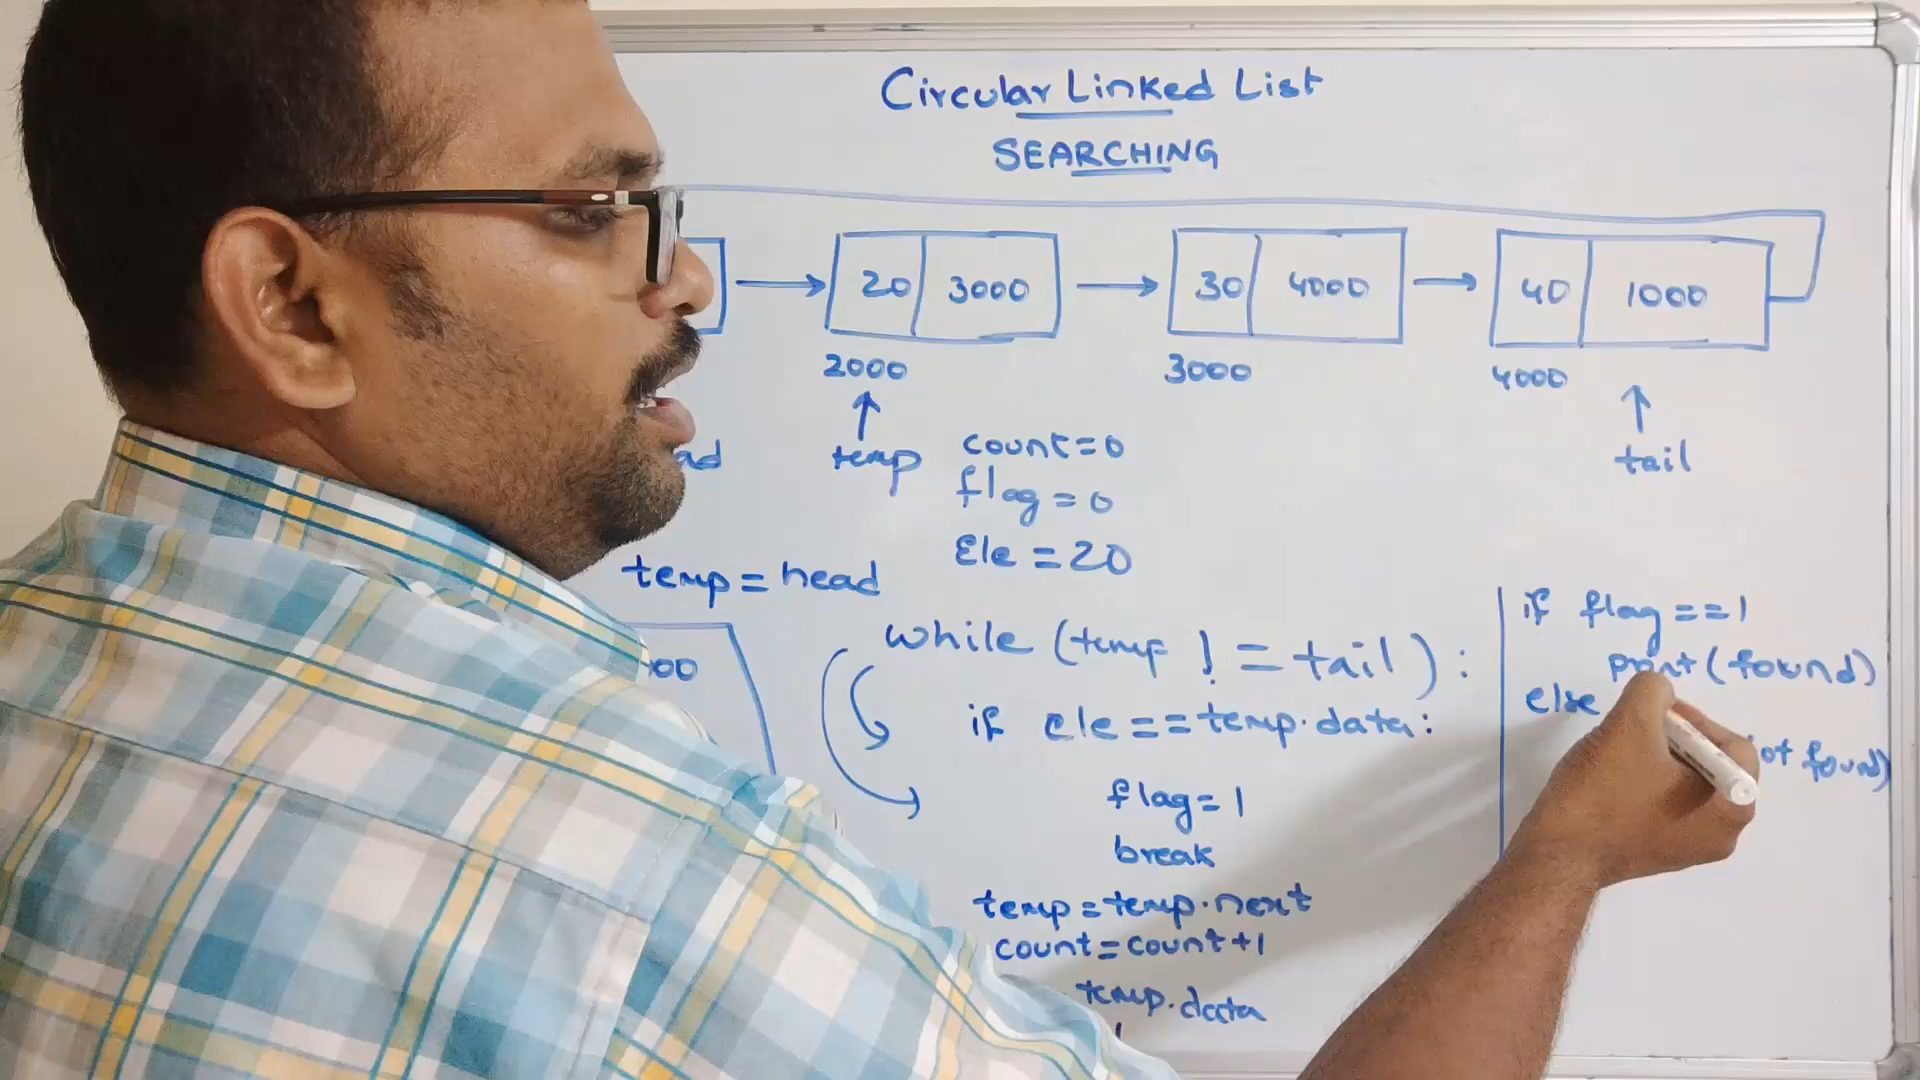 Circular Linked List
SEARCHING
20 3000
30 4000
40 1000
2000
3000
4000
temp
tail
count=0
flag=0
Ele=20
temp=head
while (temp != tail):
if ele==temp.data:
flag=1
break
temp=temp.next
count=count+1
temp.data
if flag==1
print(found)
else
found)